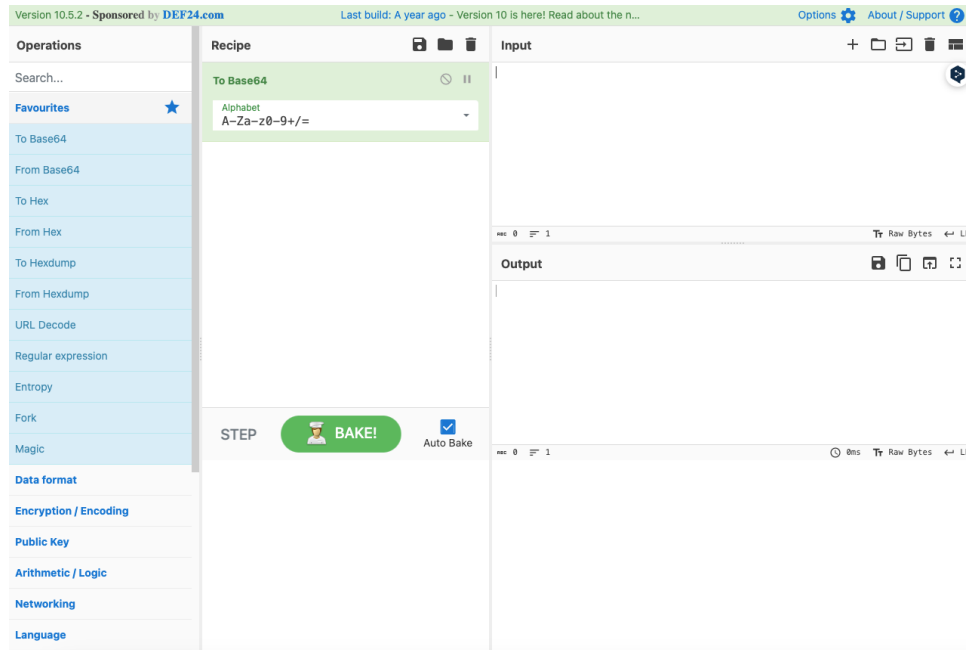 Version 10.5.2 - Sponsored by DEF24.com
Last build: A year ago - Version 10 is here! Read about the n...
Options
About / Support
Operations
Search...
Favourites
To Base64
From Base64
To Hex
From Hex
To Hexdump
From Hexdump
URL Decode
Regular expression
Entropy
Fork
Magic
Data format
Encryption / Encoding
Public Key
Arithmetic / Logic
Networking
Language
Recipe
To Base64
Alphabet
A-Za-z0-9+/=
STEP
BAKE!
Auto Bake
Input
ABC 0 1
Tт Raw Bytes
Output
ABC 0 1
0ms Tт Raw Bytes